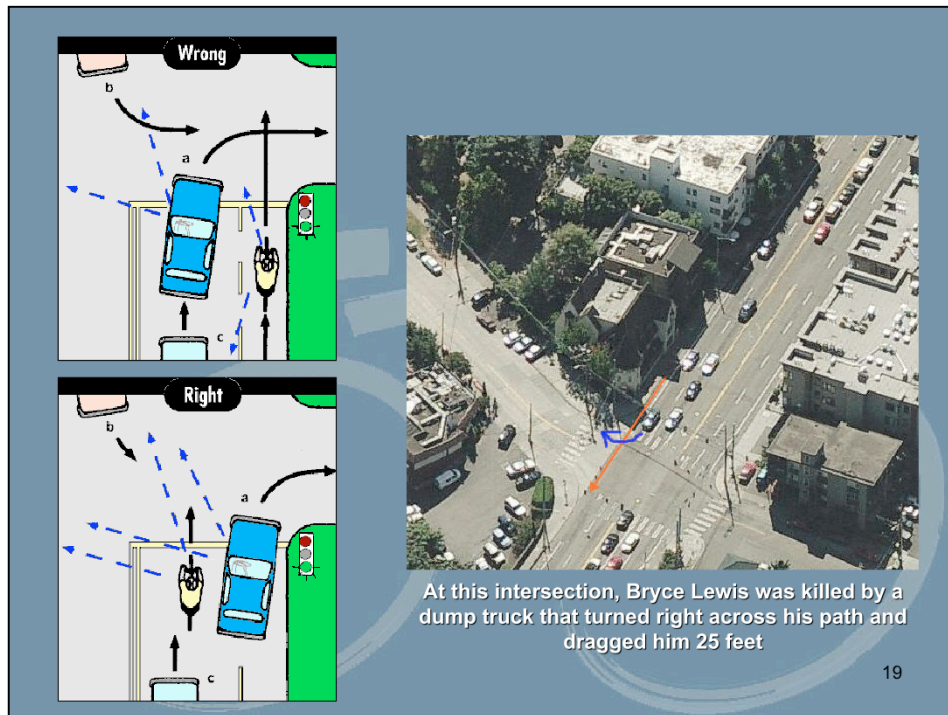 Wrong
b
a
c
Right
b
a
c
At this intersection, Bryce Lewis was killed by a
dump truck that turned right across his path and
dragged him 25 feet
19